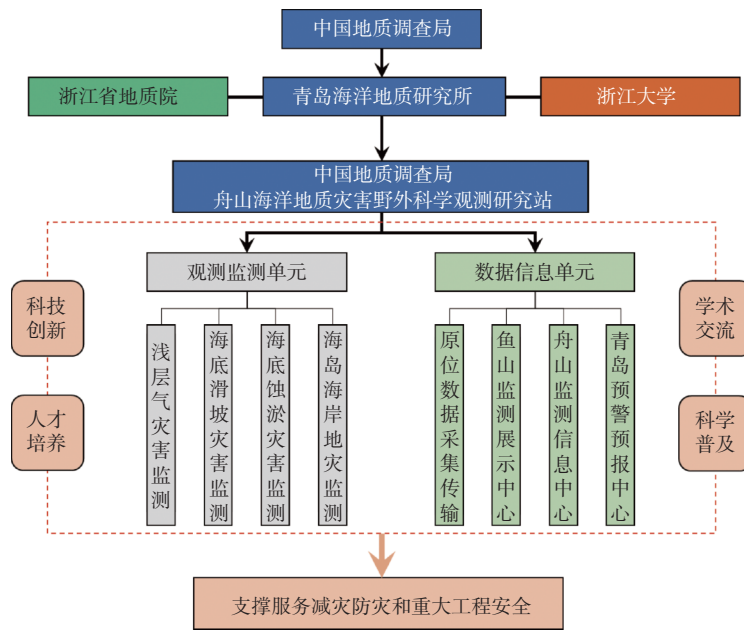 中国地质调查局
浙江省地质院
青岛海洋地质研究所
浙江大学
中国地质调查局
舟山海洋地质灾害野外科学观测研究站
观测监测单元
数据信息单元
科技
创新
人才
培养
浅层气灾害监测
海底滑坡灾害监测
海底蚀淤灾害监测
海岛海岸地灾监测
原位数据采集传输
鱼山监测展示中心
舟山监测信息中心
青岛预警预报中心
学术
交流
科学
普及
支撑服务减灾防灾和重大工程安全